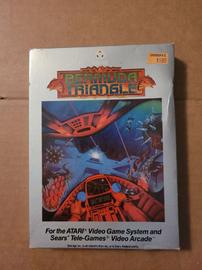 BERMUDA
TRIANGLE
For the ATARI® Video Game System and
Sears® Tele-Games® Video Arcade™